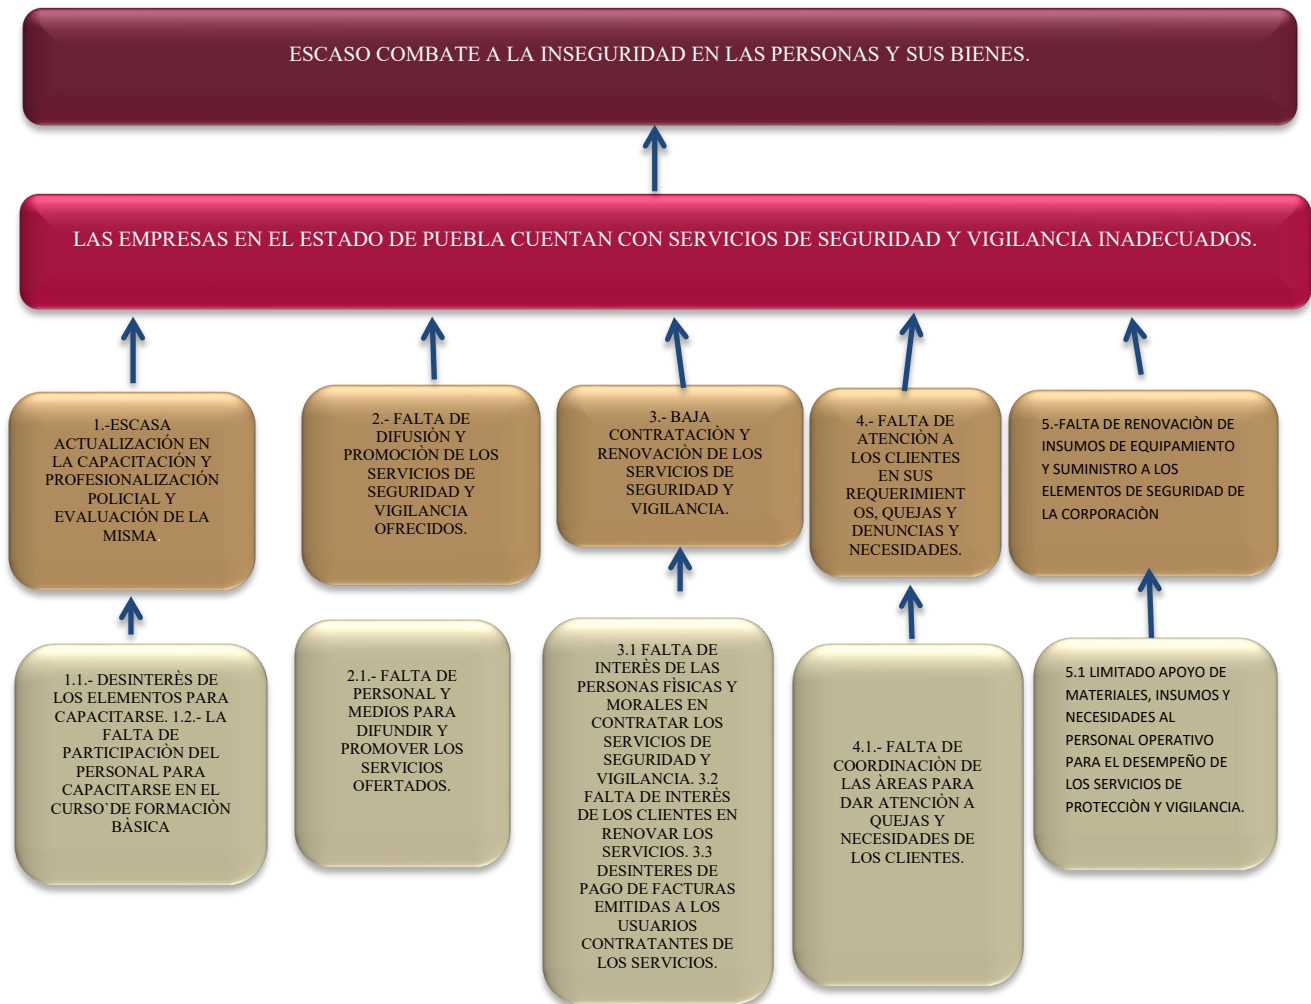 ESCASO COMBATE A LA INSEGURIDAD EN LAS PERSONAS Y SUS BIENES.
LAS EMPRESAS EN EL ESTADO DE PUEBLA CUENTAN CON SERVICIOS DE SEGURIDAD Y VIGILANCIA INADECUADOS.
1.-ESCASA
ACTUALIZACIÓN EN
LA CAPACITACIÓN Y
PROFESIONALIZACIÓN
POLICIAL Y
EVALUACIÓN DE LA
MISMA.
2.- FALTA DE
DIFUSIÒN Y
PROMOCIÒN DE LOS
SERVICIOS DE
SEGURIDAD Y
VIGILANCIA
OFRECIDOS.
3.- BAJA
CONTRATACIÒN Y
RENOVACIÒN DE LOS
SERVICIOS DE
SEGURIDAD Y
VIGILANCIA.
4.- FALTA DE
ATENCIÒN A
LOS CLIENTES
EN SUS
REQUERIMIENT
OS, QUEJAS Y
DENUNCIAS Y
NECESIDADES.
5.-FALTA DE RENOVACIÒN DE
INSUMOS DE EQUIPAMIENTO
Y SUMINISTRO A LOS
ELEMENTOS DE SEGURIDAD DE
LA CORPORACIÒN
1.1.- DESINTERÈS DE
LOS ELEMENTOS PARA
CAPACITARSE. 1.2.- LA
FALTA DE
PARTICIPACIÒN DEL
PERSONAL PARA
CAPACITARSE EN EL
CURSO`DE FORMACIÒN
BÀSICA
2.1.- FALTA DE
PERSONAL Y
MEDIOS PARA
DIFUNDIR Y
PROMOVER LOS
SERVICIOS
OFERTADOS.
3.1 FALTA DE
INTERÈS DE LAS
PERSONAS FÌSICAS Y
MORALES EN
CONTRATAR LOS
SERVICIOS DE
SEGURIDAD Y
VIGILANCIA. 3.2
FALTA DE INTERÈS
DE LOS CLIENTES EN
RENOVAR LOS
SERVICIOS. 3.3
DESINTERES DE
PAGO DE FACTURAS
EMITIDAS A LOS
USUARIOS
CONTRATANTES DE
LOS SERVICIOS.
4.1.- FALTA DE
COORDINACIÒN DE
LAS ÀREAS PARA
DAR ATENCIÒN A
QUEJAS Y
NECESIDADES DE
LOS CLIENTES.
5.1 LIMITADO APOYO DE
MATERIALES, INSUMOS Y
NECESIDADES AL
PERSONAL OPERATIVO
PARA EL DESEMPEÑO DE
LOS SERVICIOS DE
PROTECCIÒN Y VIGILANCIA.